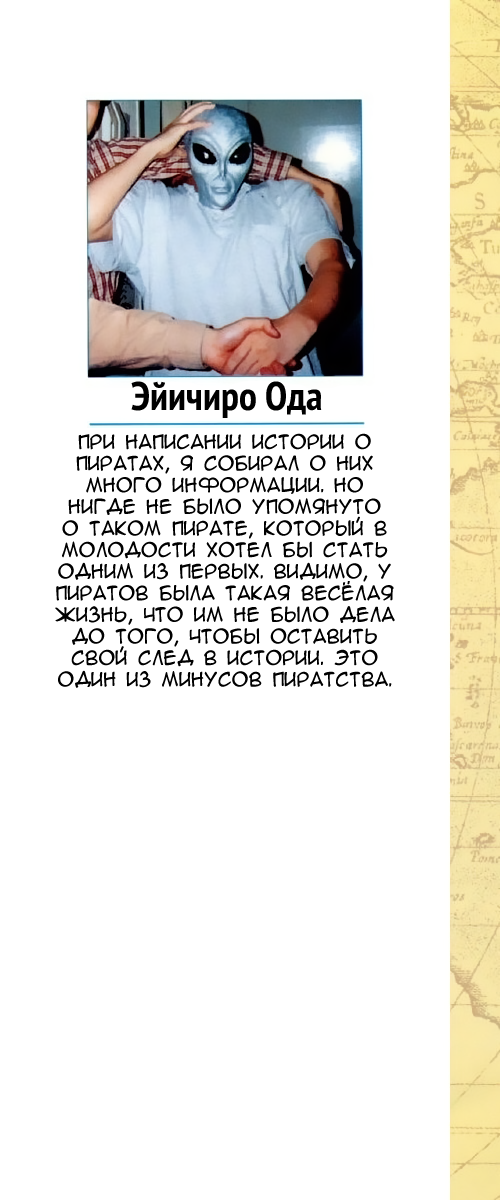 Эйичиро Ода
ПРИ НАПИСАНИИ ИСТОРИИ О
ПИРАТАХ, Я СОБИРАЛ О НИХ
МНОГО ИНФОРМАЦИИ. НО
НИГДЕ НЕ БЫЛО УПОМЯНУТО
О ТАКОМ ПИРАТЕ, КОТОРЫЙ В
МОЛОДОСТИ ХОТЕЛ БЫ СТАТЬ
ОДНИМ ИЗ ПЕРВЫХ. ВИДИМО, У
ПИРАТОВ БЫЛА ТАКАЯ ВЕСЁЛАЯ
ЖИЗНЬ, ЧТО ИМ НЕ БЫЛО ДЕЛА
ДО ТОГО, ЧТОБЫ ОСТАВИТЬ
СВОЙ СЛЕД В ИСТОРИИ. ЭТО
ОДИН ИЗ МИНУСОВ ПИРАТСТВА.